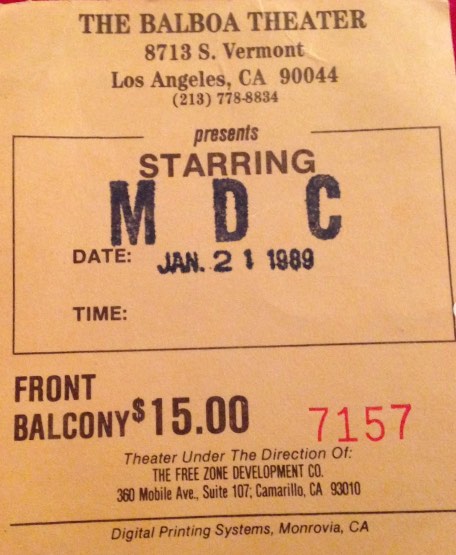 THE BALBOA THEATER
8713 S. Vermont
Los Angeles, CA 90044
(213) 778-8834
presents
STARRING
M D C
DATE: JAN. 21 1989
TIME:
FRONT
BALCONY $15.00 7157
Theater Under The Direction Of:
THE FREE ZONE DEVELOPMENT CO.
360 Mobile Ave., Suite 107; Camarillo, CA 93010
Digital Printing Systems, Monrovia, CA